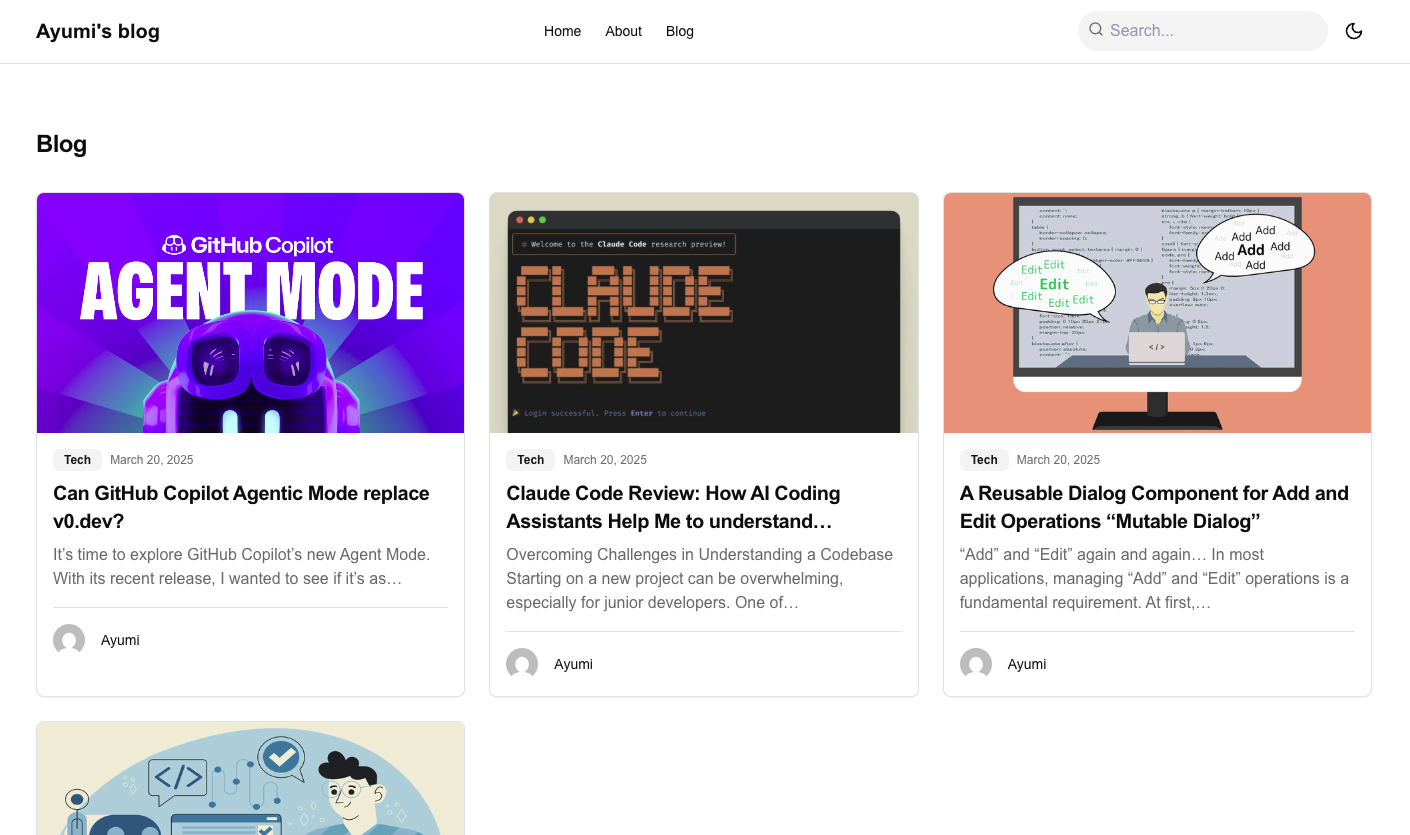 Ayumi's blog
Home
About
Blog
Search...
Blog
GitHub Copilot
AGENT MODE
Tech
March 20, 2025
Can GitHub Copilot Agentic Mode replace
v0.dev?
It’s time to explore GitHub Copilot’s new Agent Mode.
With its recent release, I wanted to see if it’s as…
Ayumi
✻ Welcome to the Claude Code research preview!
CLAUDE
CODE
Login successful. Press Enter to continue
Tech
March 20, 2025
Claude Code Review: How AI Coding
Assistants Help Me to understand…
Overcoming Challenges in Understanding a Codebase
Starting on a new project can be overwhelming,
especially for junior developers. One of…
Ayumi
Add
Add
Add
Add
Add
Add
Edit
Edit
Edit
Edit
Edit
Edit
</>
Tech
March 20, 2025
A Reusable Dialog Component for Add and
Edit Operations “Mutable Dialog”
“Add” and “Edit” again and again… In most
applications, managing “Add” and “Edit” operations is a
fundamental requirement. At first,…
Ayumi
</>